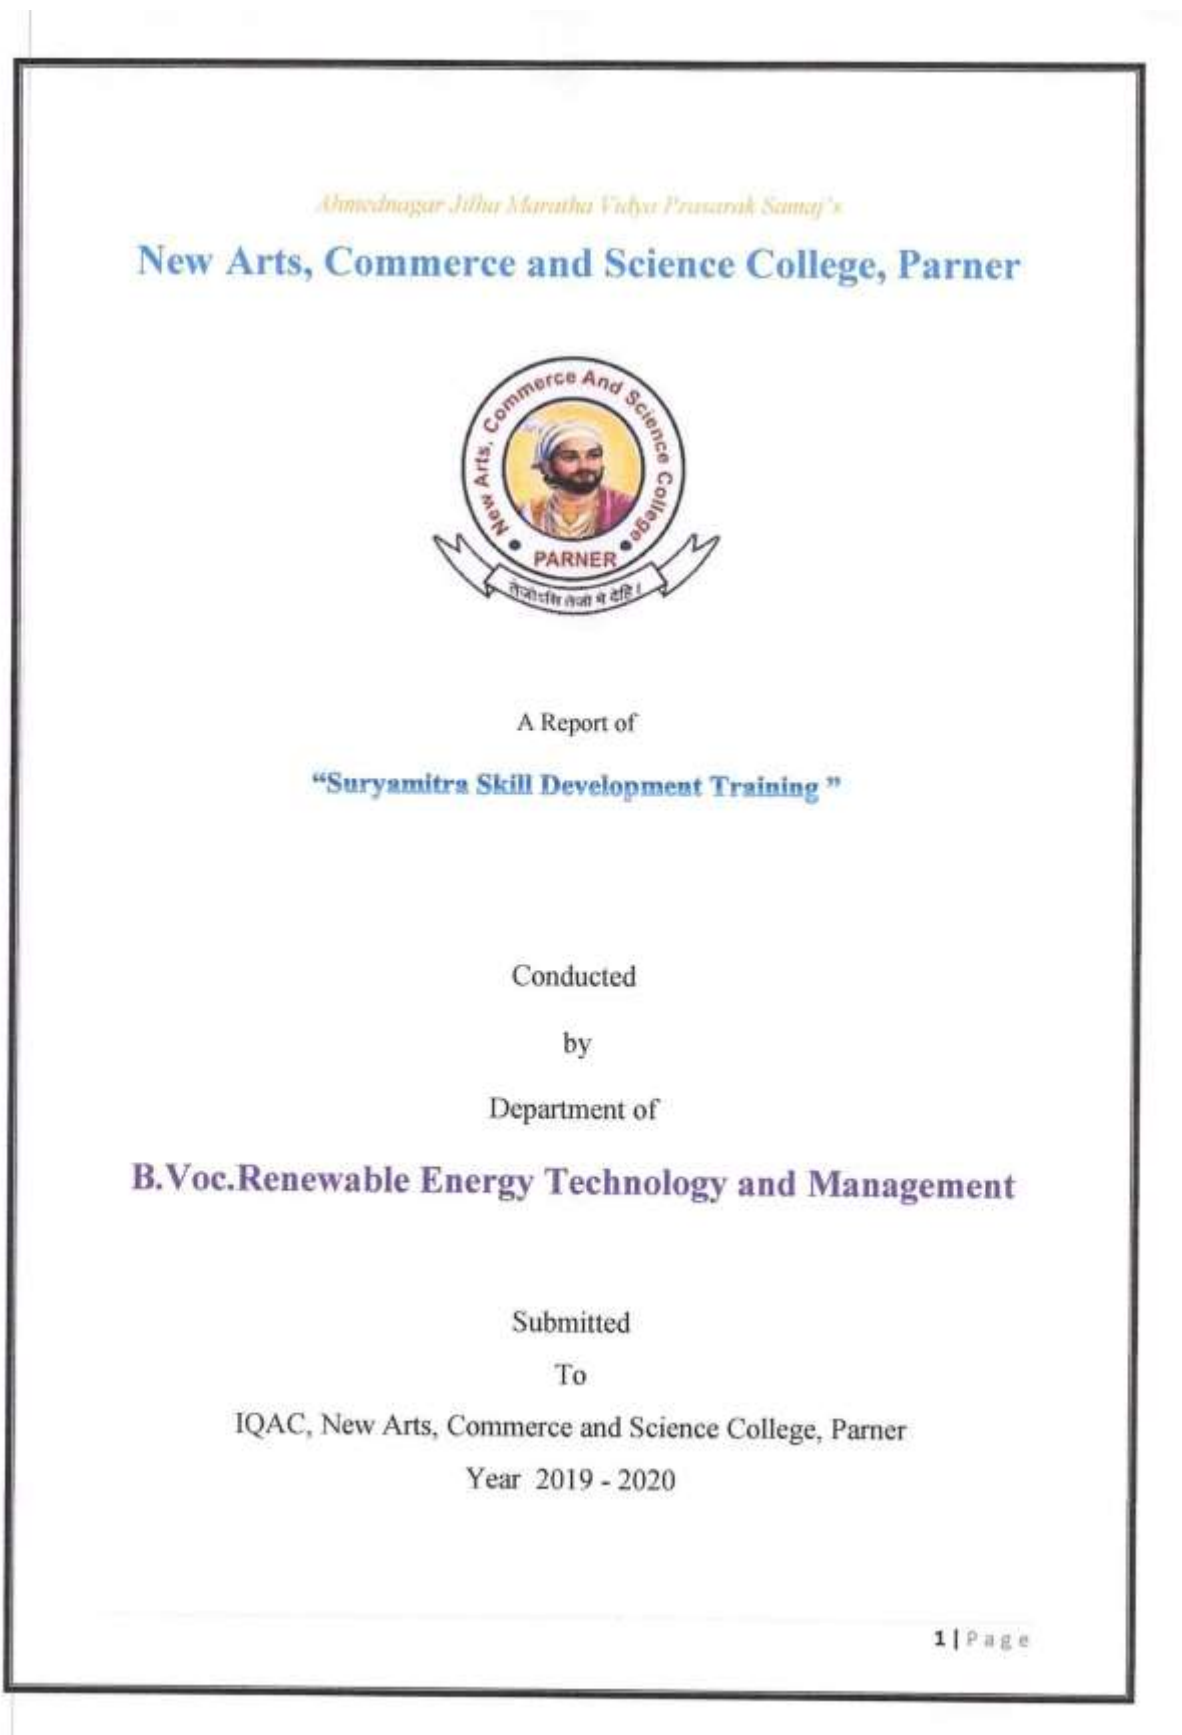 Ahmednagar Jilha Maratha Vidya Prasarak Samaj's
New Arts, Commerce and Science College, Parner
New Arts, Commerce And Science College
PARNER
तेजोऽसि तेजो मे देहि।
A Report of
“Suryamitra Skill Development Training ”
Conducted
by
Department of
B.Voc.Renewable Energy Technology and Management
Submitted
To
IQAC, New Arts, Commerce and Science College, Parner
Year 2019 - 2020
1 | Page